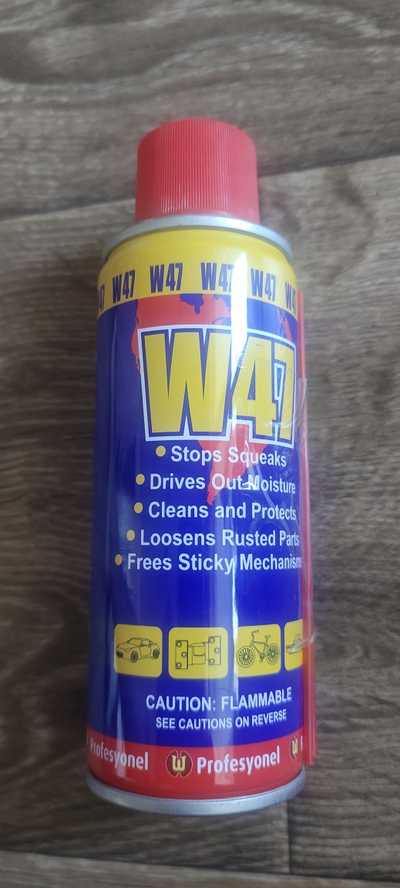 W47 W47 W47 W47
W47
Stops Squeaks
Drives Out Moisture
Cleans and Protects
Loosens Rusted Parts
Frees Sticky Mechanism
CAUTION: FLAMMABLE
SEE CAUTIONS ON REVERSE
Profesyonel W Profesyonel W